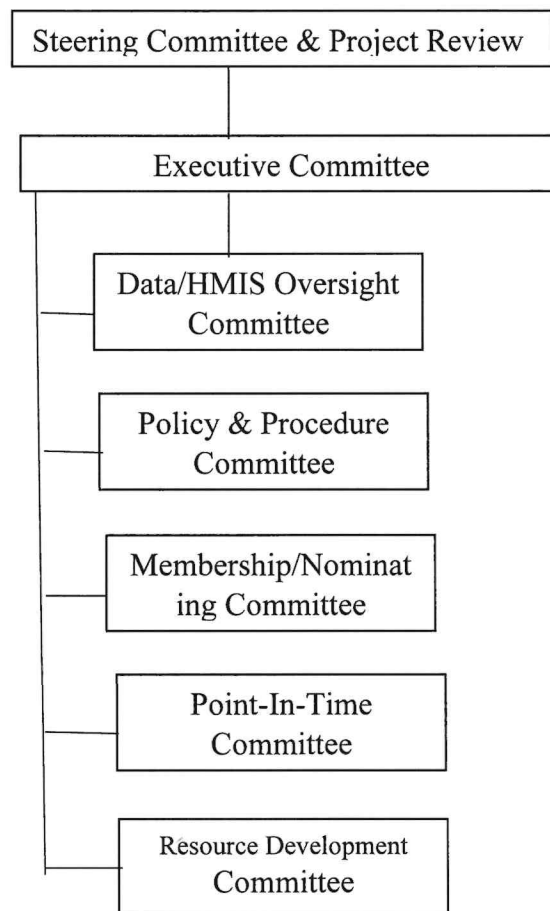 Steering Committee & Project Review
Executive Committee
Data/HMIS Oversight
Committee
Policy & Procedure
Committee
Membership/Nominat
ing Committee
Point-In-Time
Committee
Resource Development
Committee